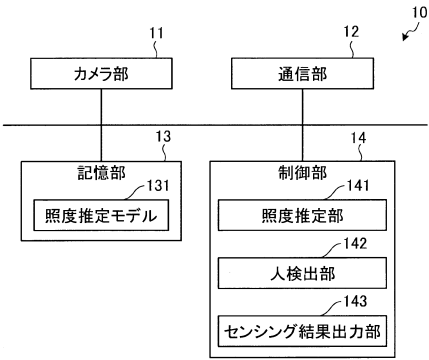 10
11
12
カメラ部
通信部
13
14
記憶部
制御部
131
141
照度推定モデル
照度推定部
142
人検出部
143
センシング結果出力部